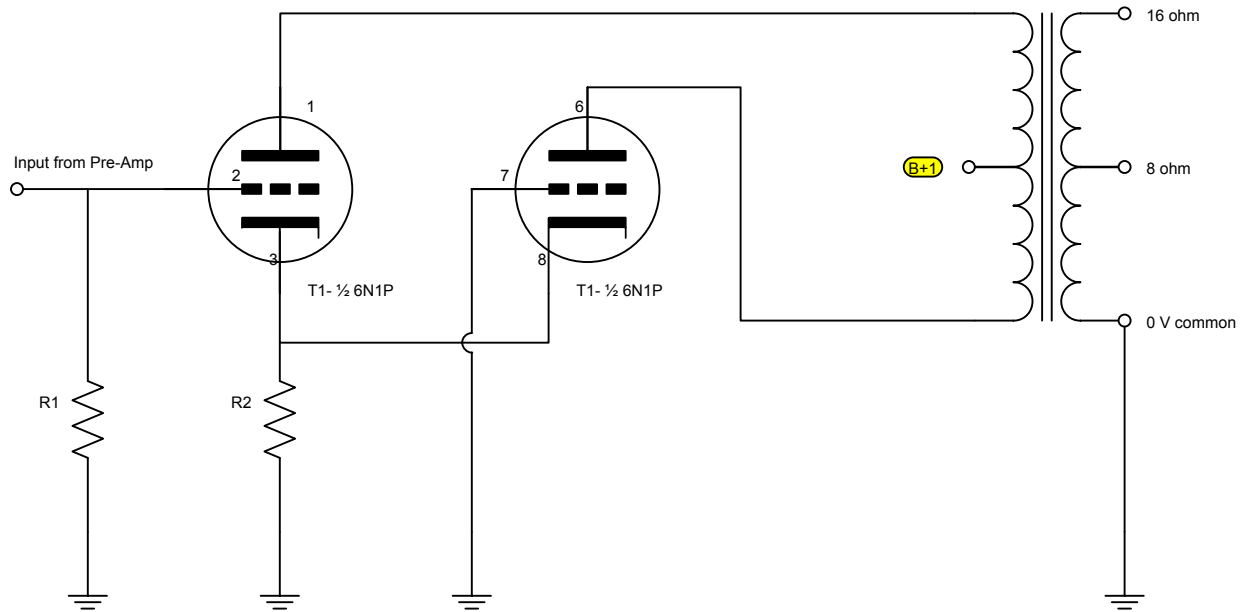 16 ohm
1
6
Input from Pre-Amp
2
7
B+1
8 ohm
3
8
T1- ½ 6N1P
T1- ½ 6N1P
0 V common
R1
R2